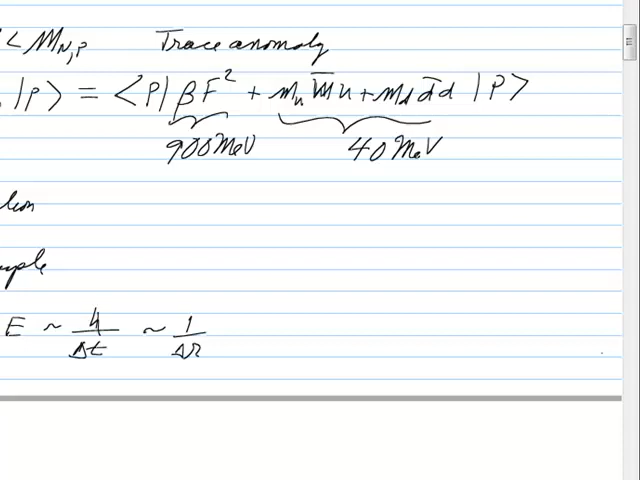 < M_{N,P} Trace anomaly
|P> = <P| βF² + m_u ūu + m_d d̄d |P>
900 MeV 40 MeV
E ~ ħ/Δt ~ 1/Δr